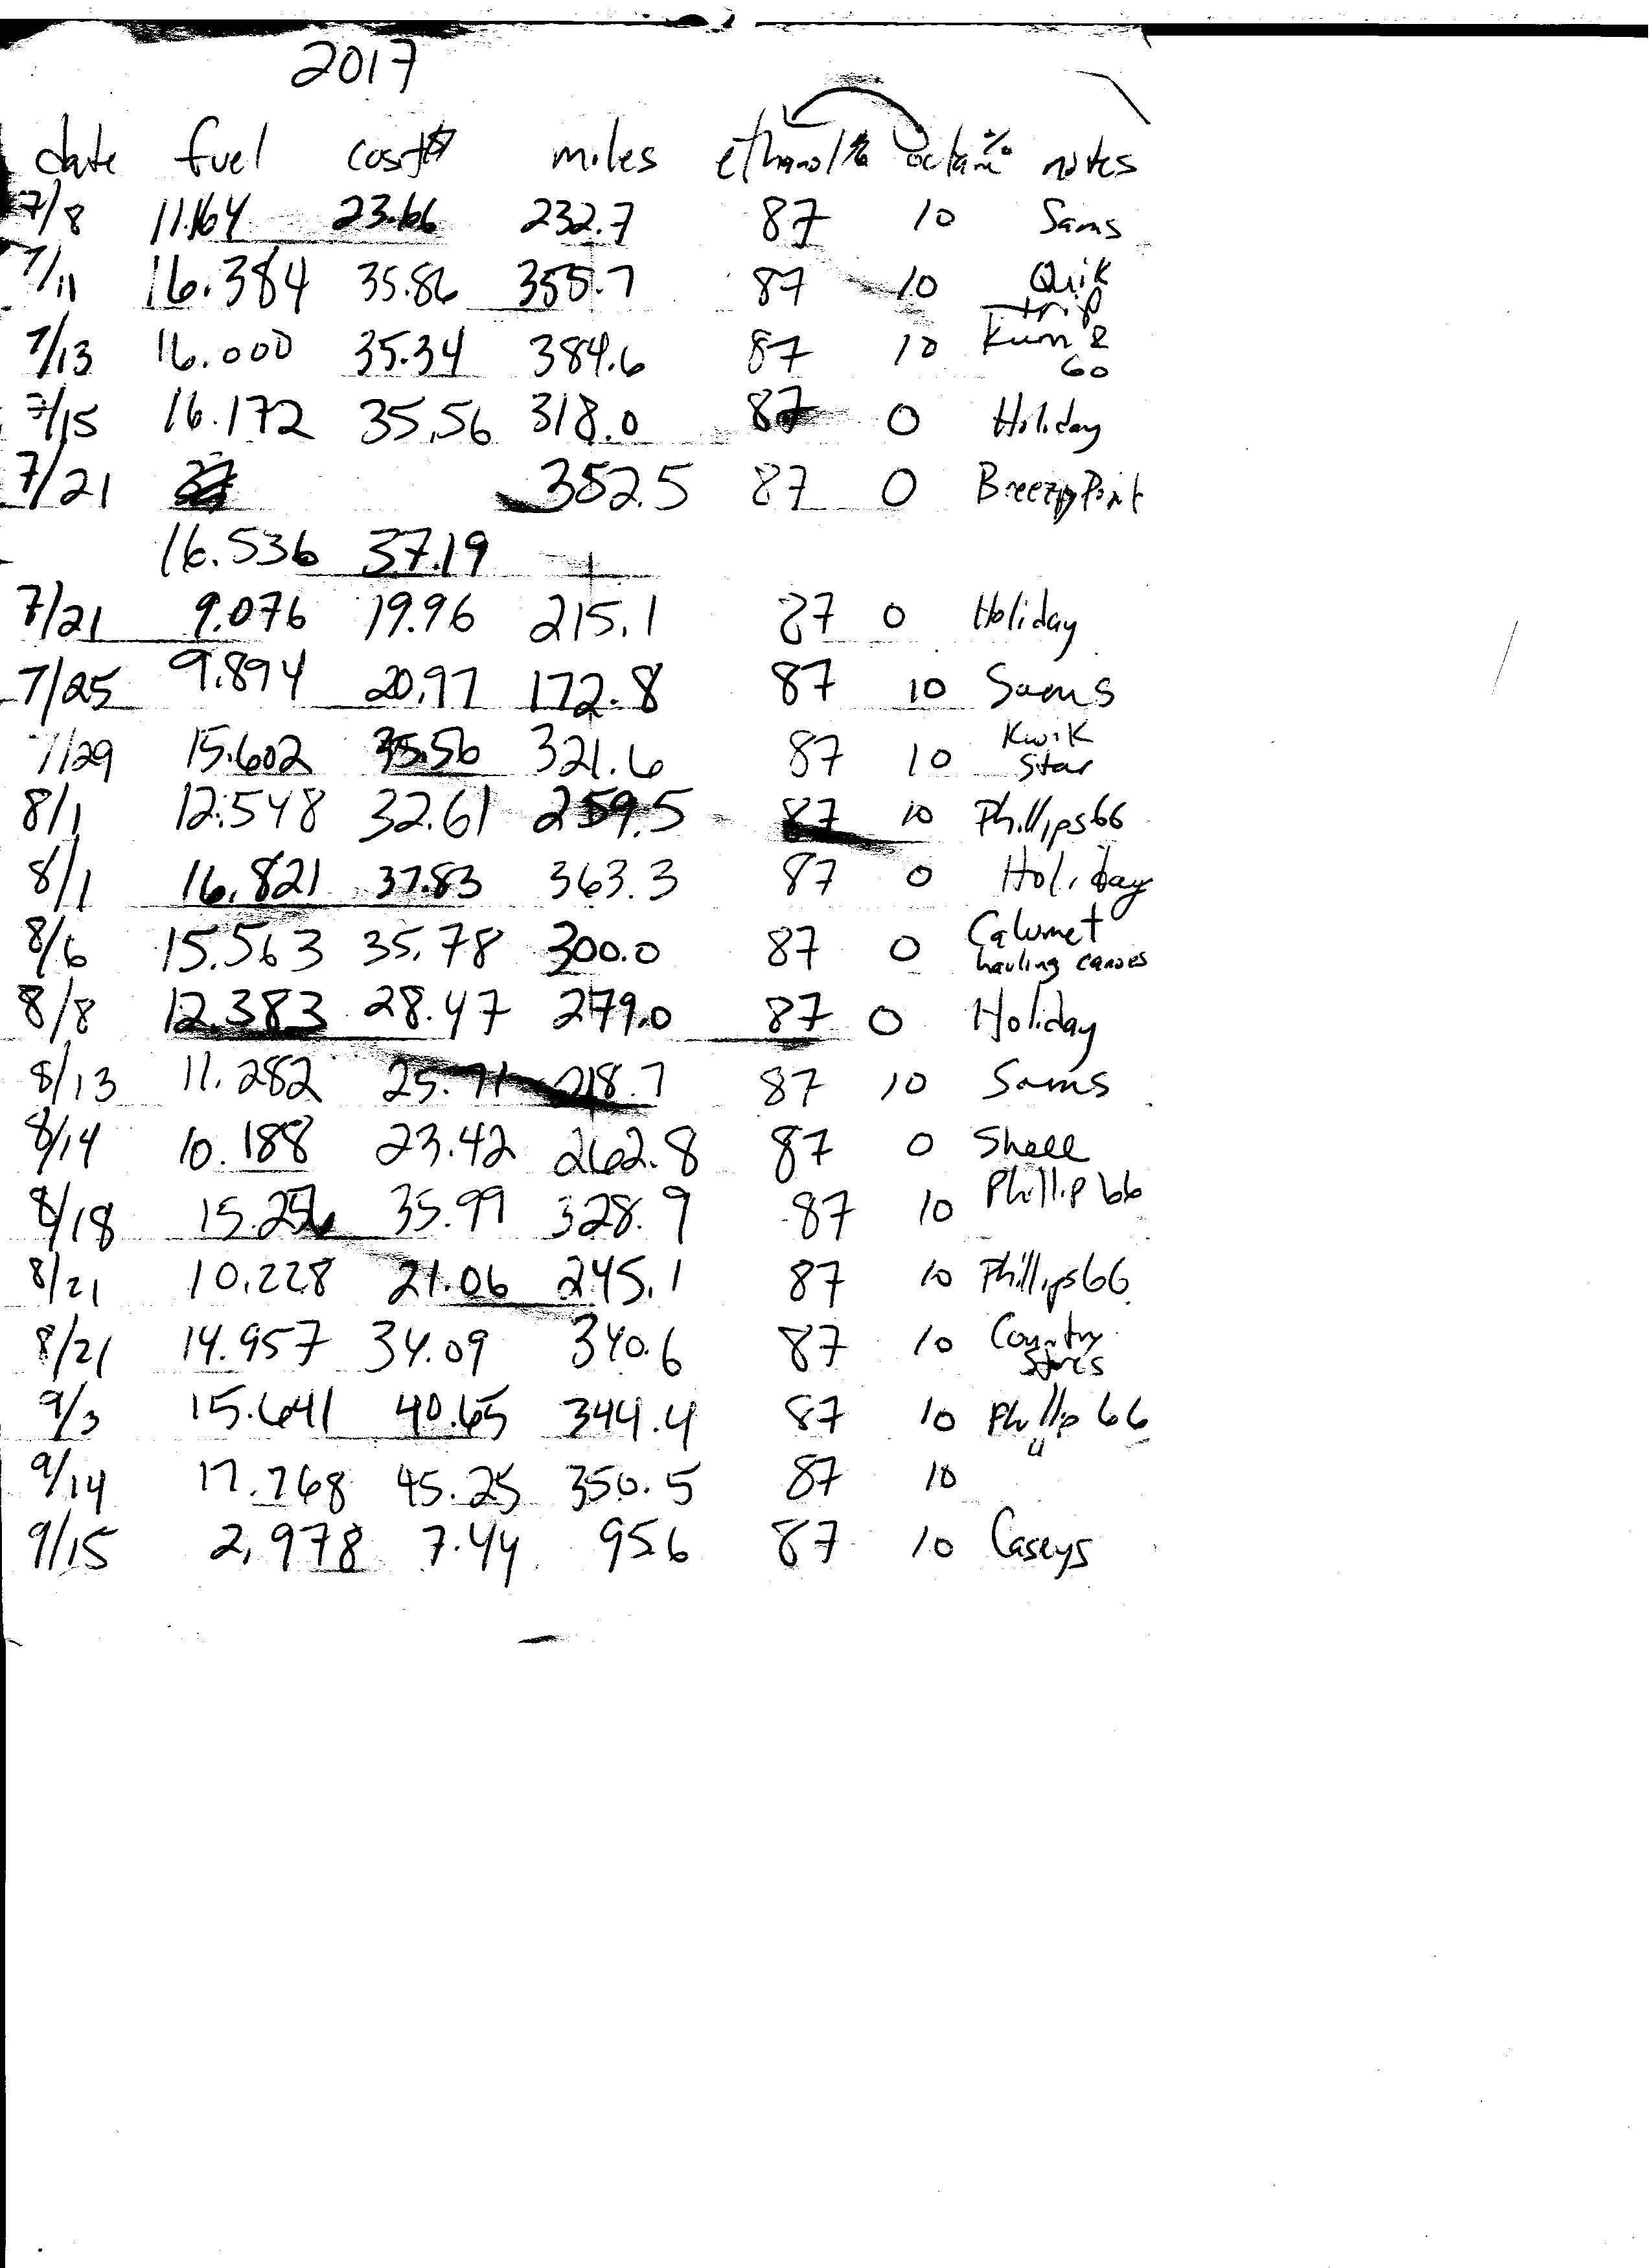 2017
date fuel cost$ miles ethanol% octane% notes
7/8 11.164 23.66 232.7 87 10 Sams
7/11 16.384 35.86 355.7 87 10 Quik
trip
7/13 16.000 35.34 384.6 87 10 Kum &
Go
7/15 16.172 35.56 318.0 87 0 Holiday
7/21 352.5 87 0 Breezy Point
16.536 37.19
7/21 9.076 19.96 215.1 87 0 Holiday
7/25 9.894 20.97 172.8 87 10 Sams
7/29 15.602 35.56 321.6 87 10 Kwik
Star
8/1 12.548 32.61 259.5 87 10 Phillips66
8/1 16.821 37.83 363.3 87 0 Holiday
8/6 15.563 35.78 300.0 87 0 Calumet
hauling canoes
8/8 12.383 28.47 279.0 87 0 Holiday
8/13 11.282 25.71 218.7 87 10 Sams
8/14 10.188 23.42 262.8 87 0 Shell
8/18 15.256 35.99 328.9 87 10 Phillip 66
8/21 10.228 21.06 245.1 87 10 Phillips66
8/21 14.957 34.09 340.6 87 10 Country
Stores
9/3 15.641 40.65 344.4 87 10 Phillip 66
9/14 17.768 45.25 350.5 87 10
9/15 2.978 7.44 95.6 87 10 Caseys